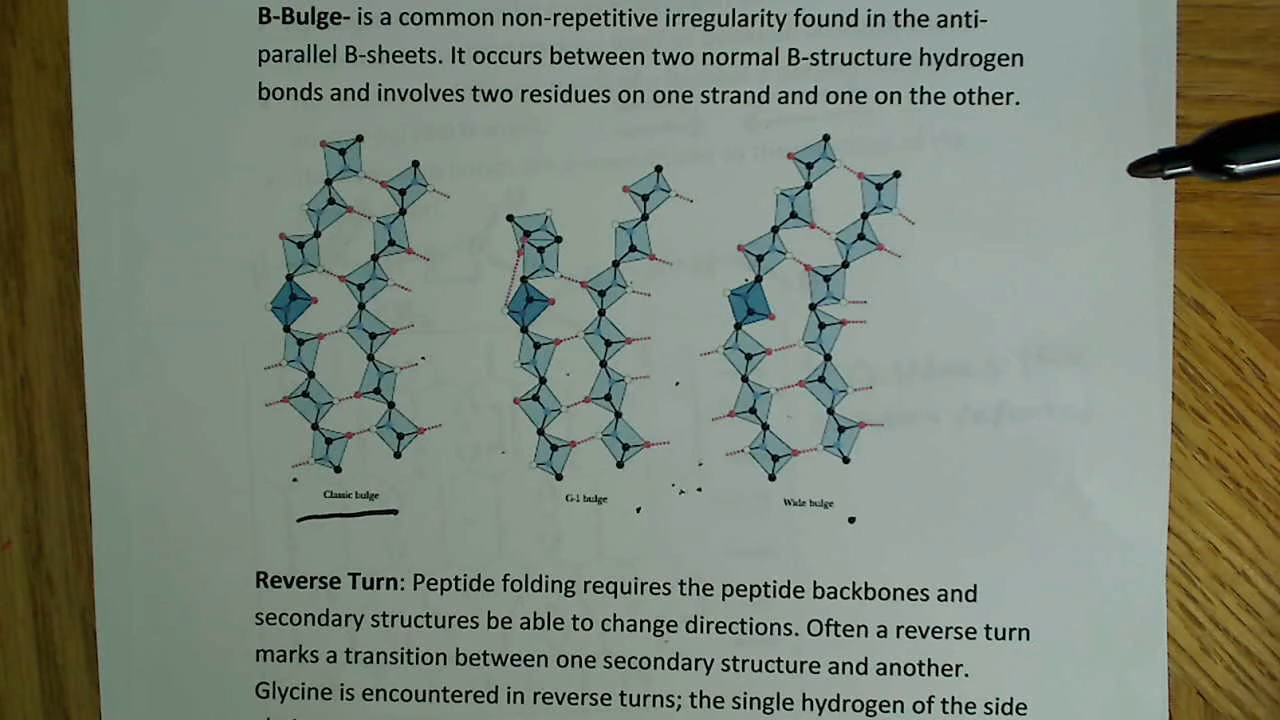 B-Bulge- is a common non-repetitive irregularity found in the anti-
parallel B-sheets. It occurs between two normal B-structure hydrogen
bonds and involves two residues on one strand and one on the other.
Classic bulge
G-1 bulge
Wide bulge
Reverse Turn: Peptide folding requires the peptide backbones and
secondary structures be able to change directions. Often a reverse turn
marks a transition between one secondary structure and another.
Glycine is encountered in reverse turns; the single hydrogen of the side